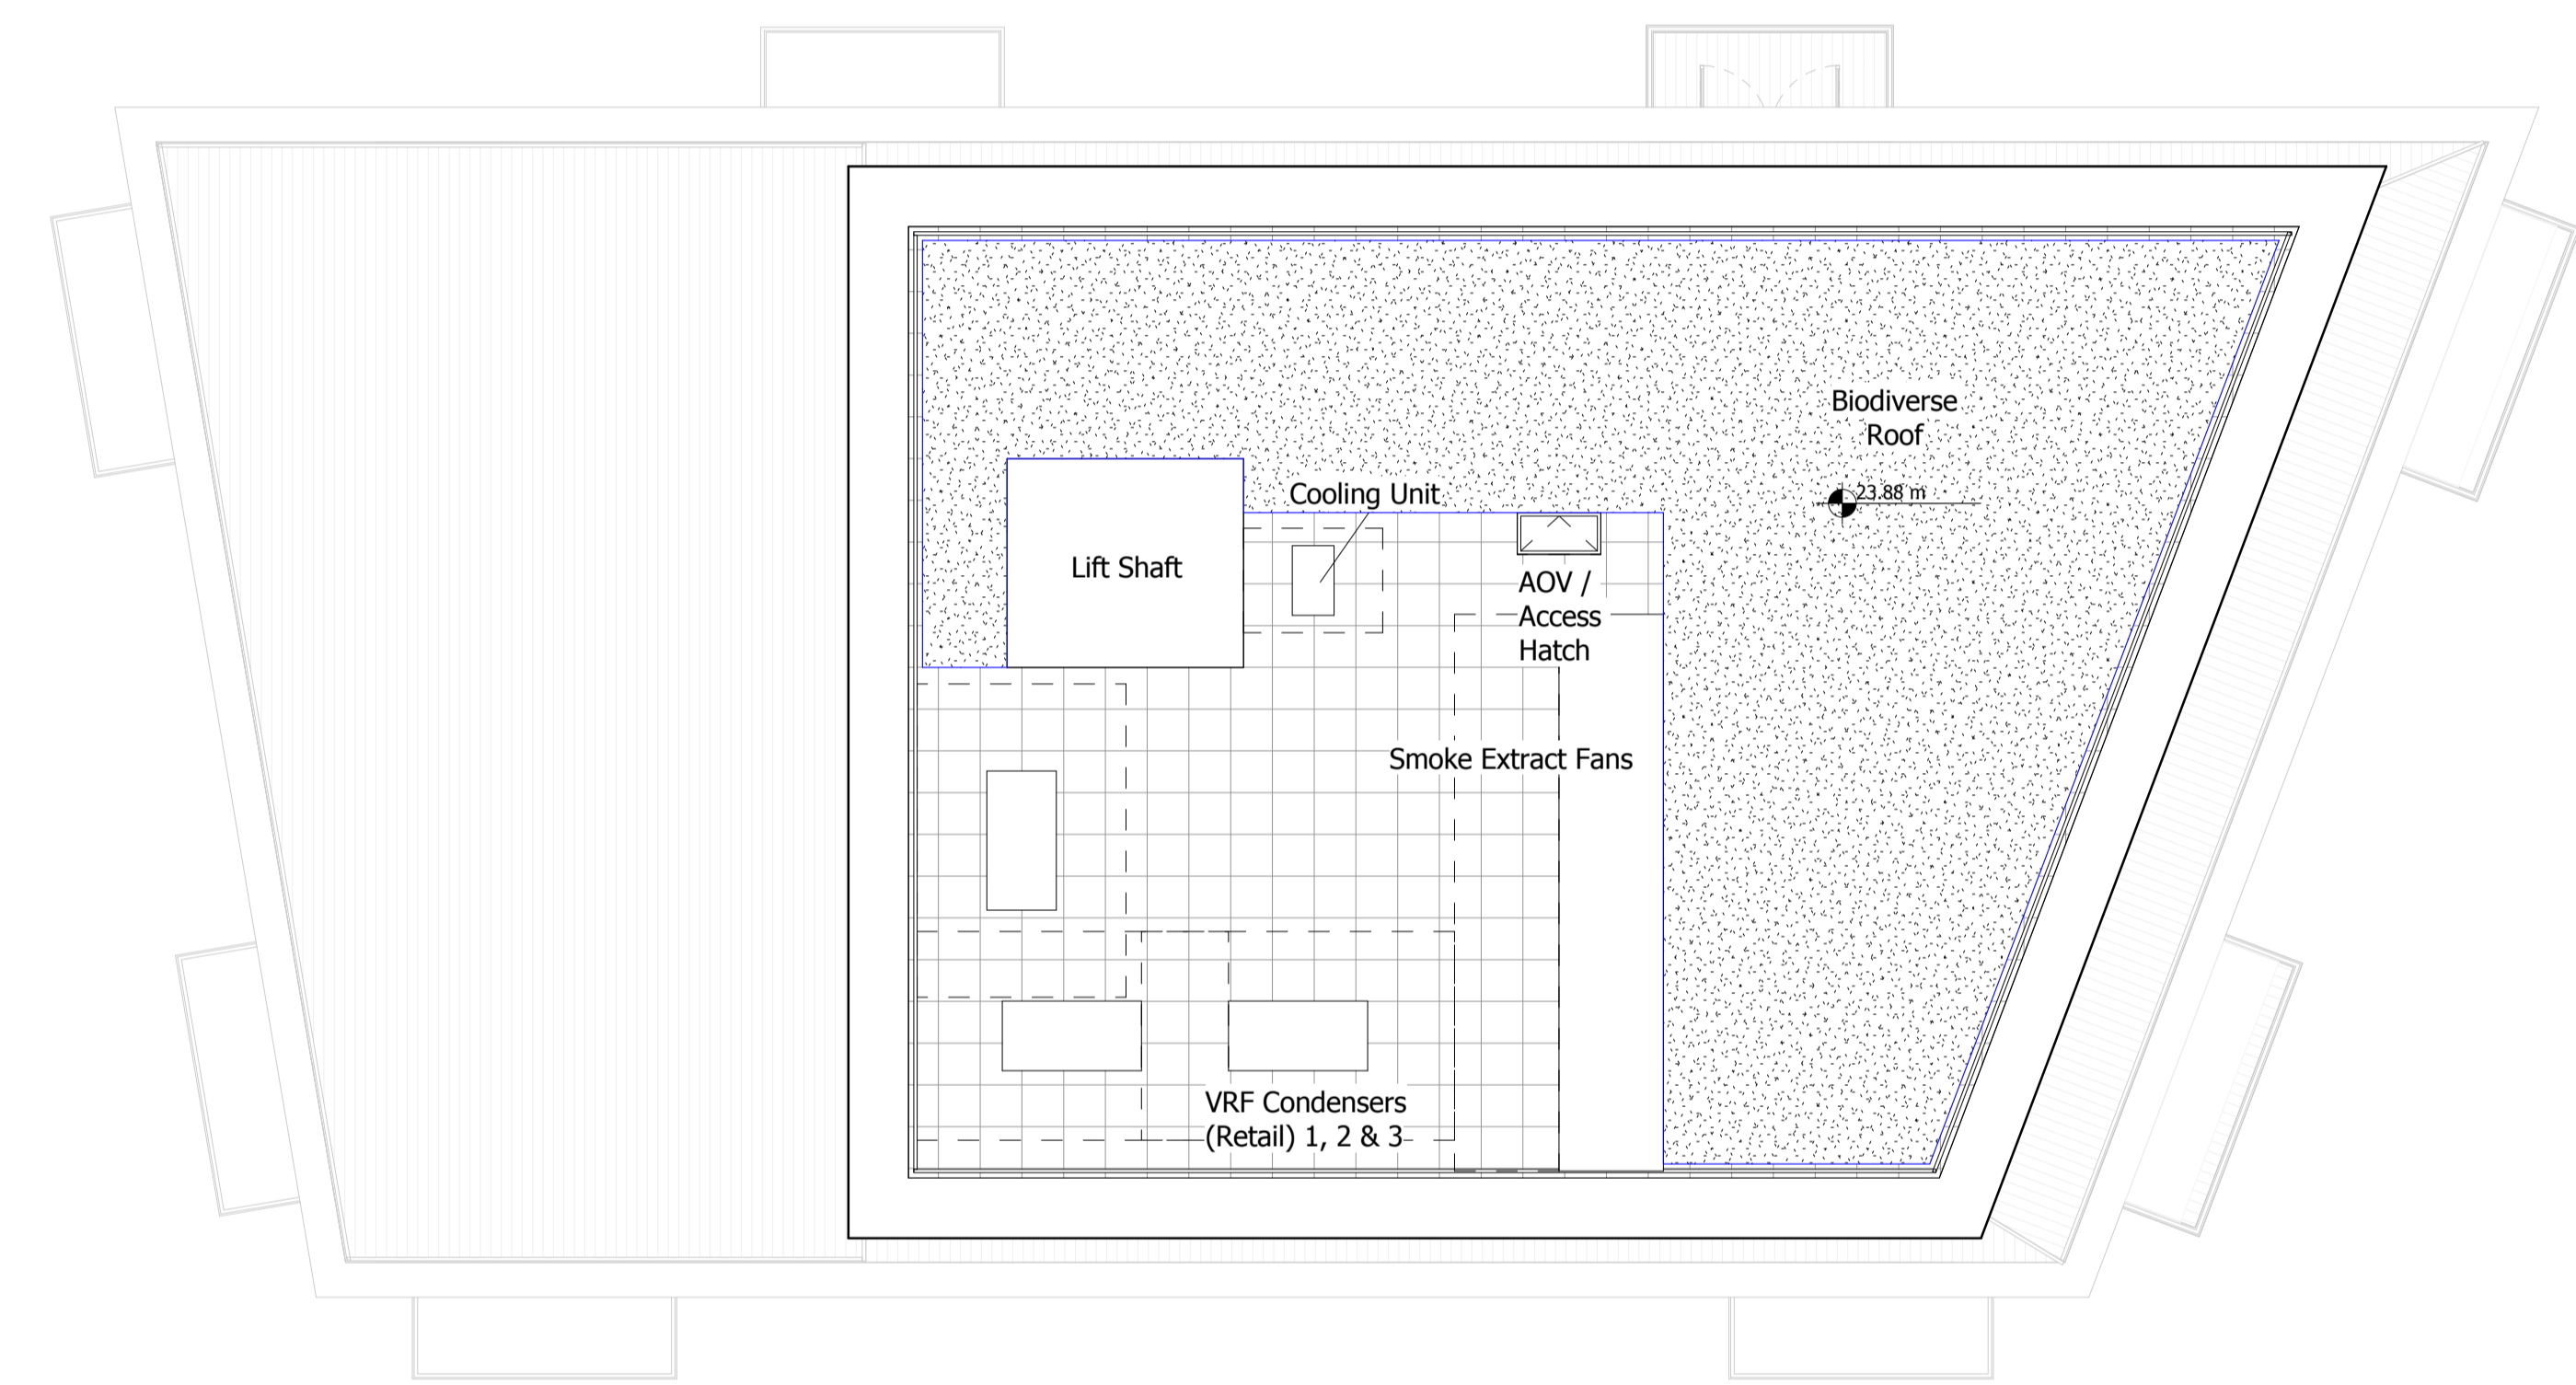 Biodiverse
Roof
23.88 m
Cooling Unit
Lift Shaft
AOV /
Access
Hatch
Smoke Extract Fans
VRF Condensers
(Retail) 1, 2 & 3